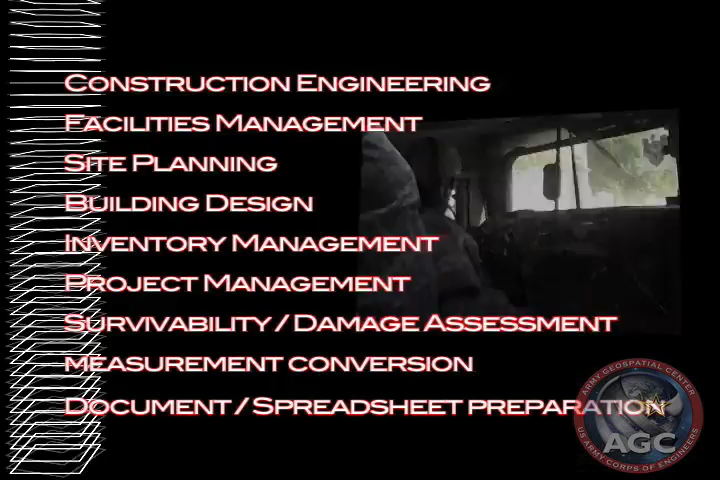 Construction Engineering
Facilities Management
Site Planning
Building Design
Inventory Management
Project Management
Survivability / Damage Assessment
measurement conversion
Document / Spreadsheet preparation
ARMY GEOSPATIAL CENTER
AGC
US ARMY CORPS OF ENGINEERS